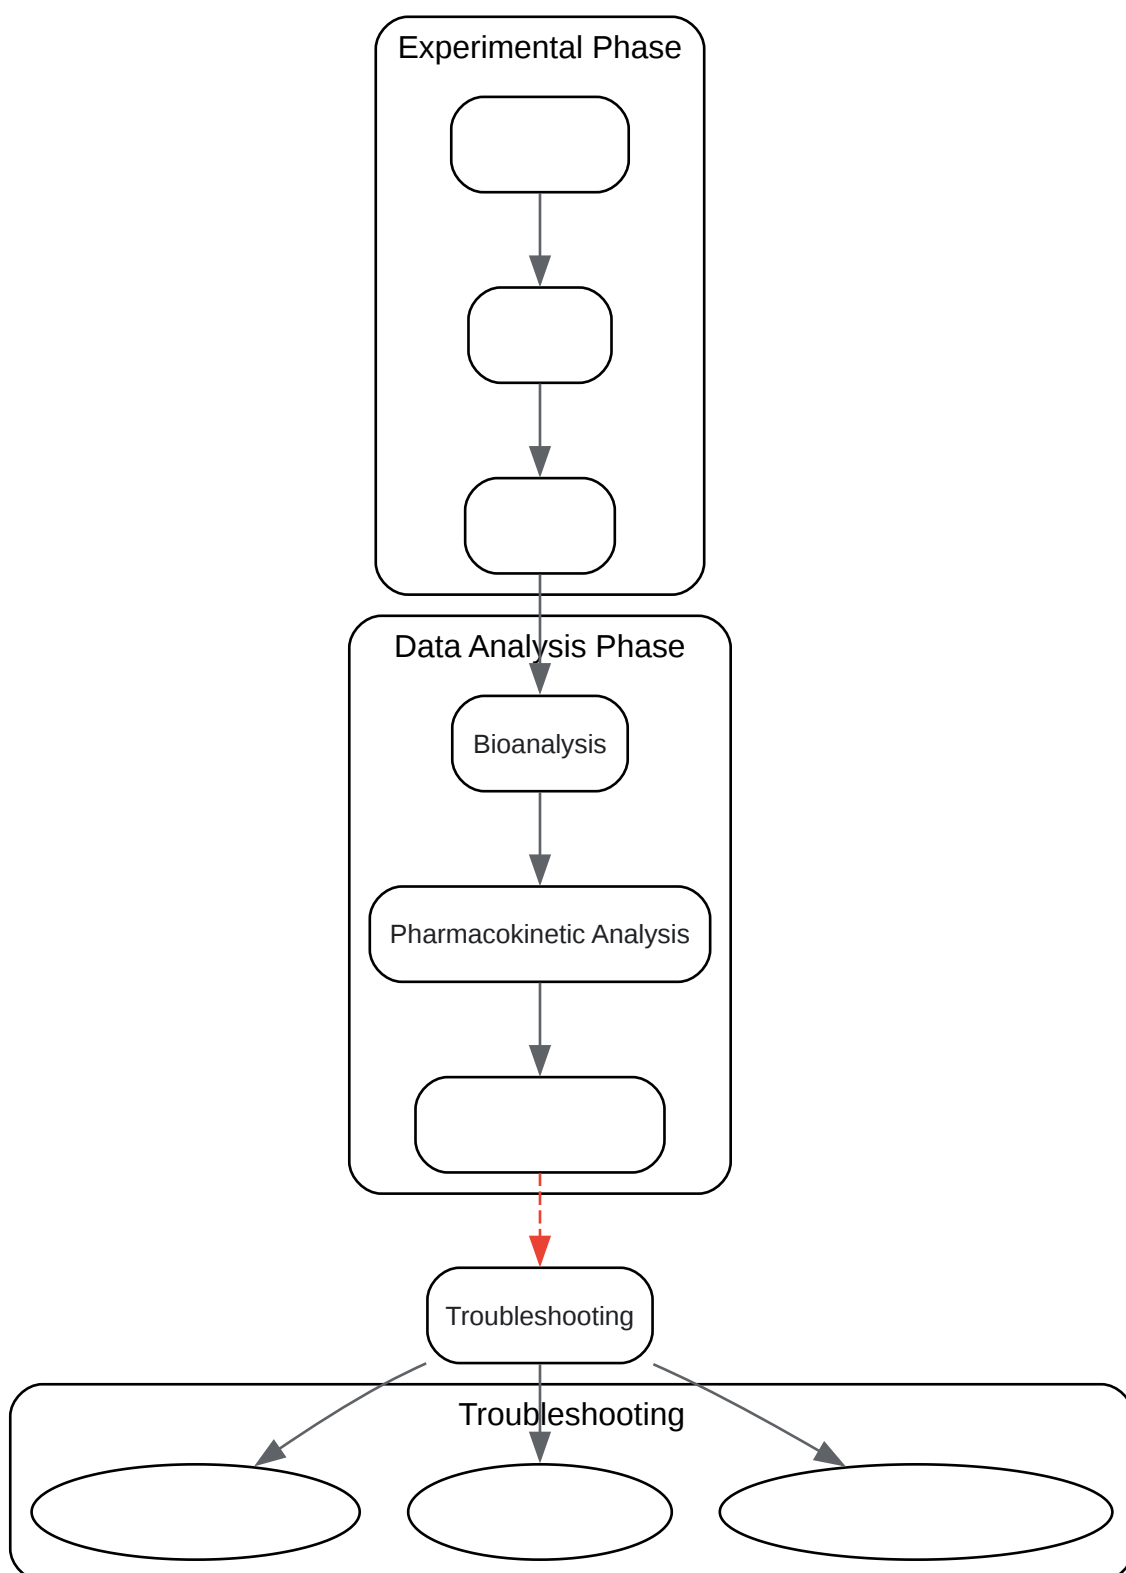 Experimental Phase
Data Analysis Phase
Bioanalysis
Pharmacokinetic Analysis
Troubleshooting
Troubleshooting